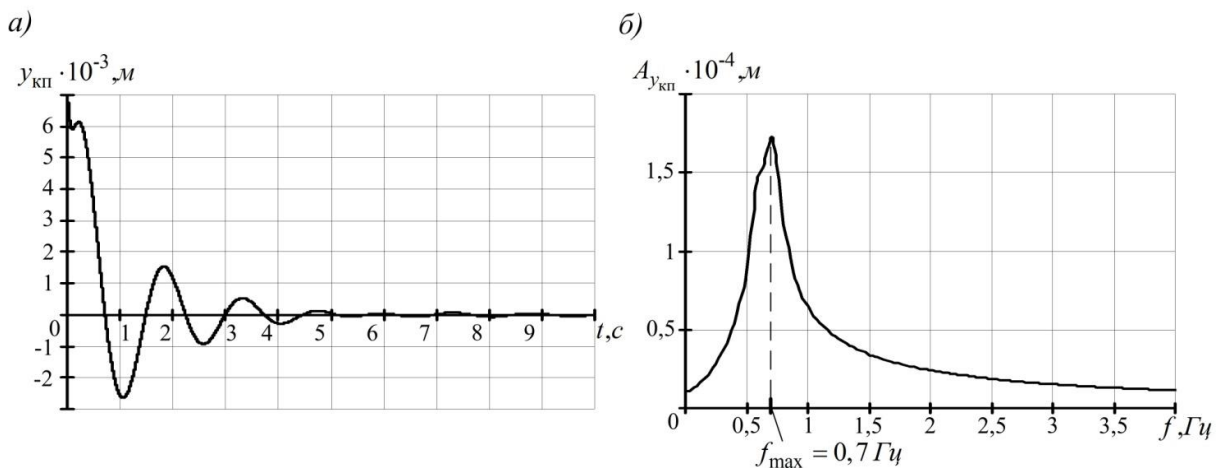 а)
y_кп ·10^-3,м
6
5
4
3
2
1
0
-1
-2
1 2 3 4 5 6 7 8 9 t,с
б)
A_yкп ·10^-4,м
1,5
1
0,5
0 0,5 1 1,5 2 2,5 3 3,5 f,Гц
f_max = 0,7 Гц